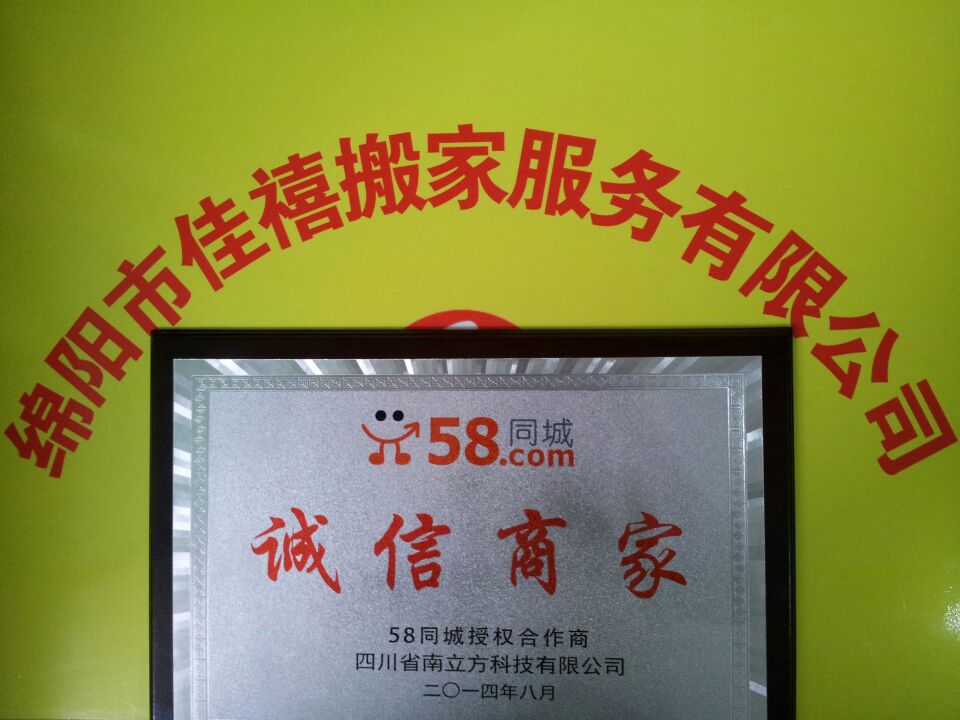 绵阳市佳禧搬家服务有限公司
58同城
.com
诚信商家
58同城授权合作商
四川省南立方科技有限公司
二〇一四年八月